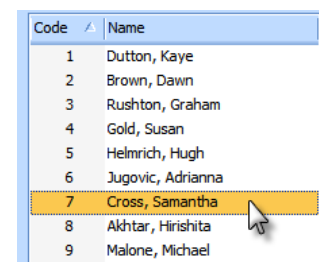 Code Name
1 Dutton, Kaye
2 Brown, Dawn
3 Rushton, Graham
4 Gold, Susan
5 Helmrich, Hugh
6 Jugovic, Adrianna
7 Cross, Samantha
8 Akhtar, Hirishita
9 Malone, Michael